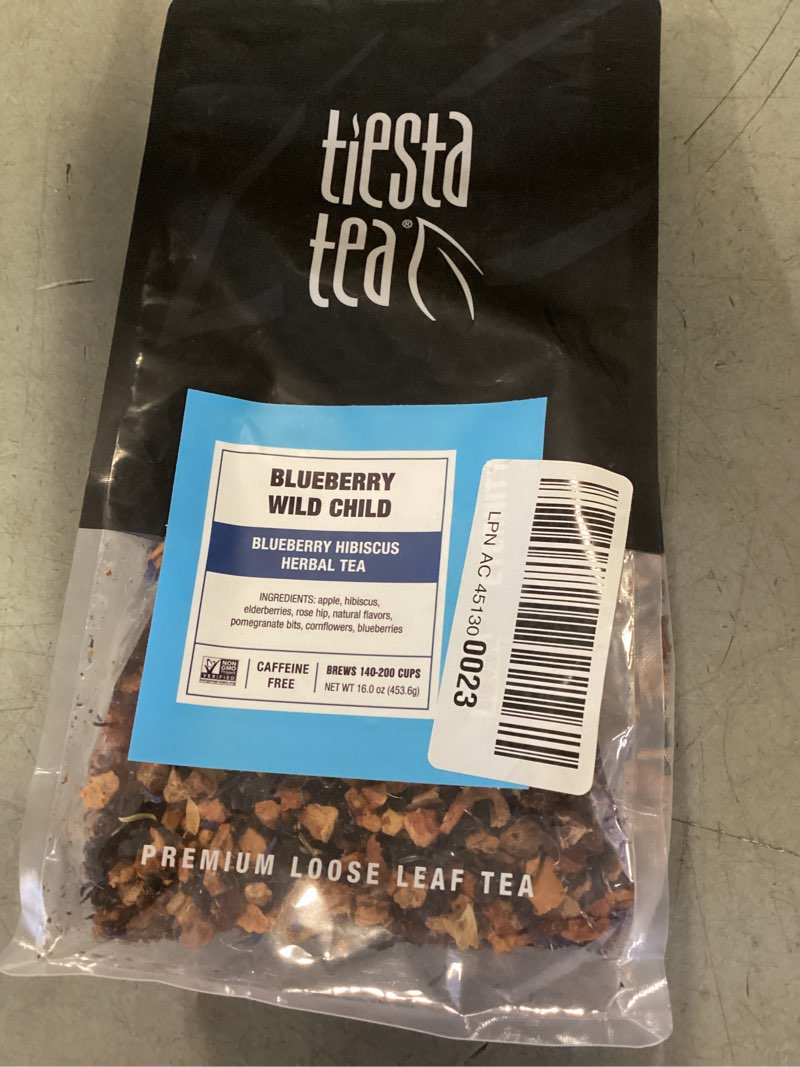 tiesta
tea®
BLUEBERRY
WILD CHILD
BLUEBERRY HIBISCUS
HERBAL TEA
INGREDIENTS: apple, hibiscus,
elderberries, rose hip, natural flavors,
pomegranate bits, cornflowers, blueberries
NON
GMO
VERIFIED
CAFFEINE
FREE
BREWS 140-200 CUPS
NET WT 16.0 oz (453.6g)
LPN AC 45130 0023
PREMIUM LOOSE LEAF TEA